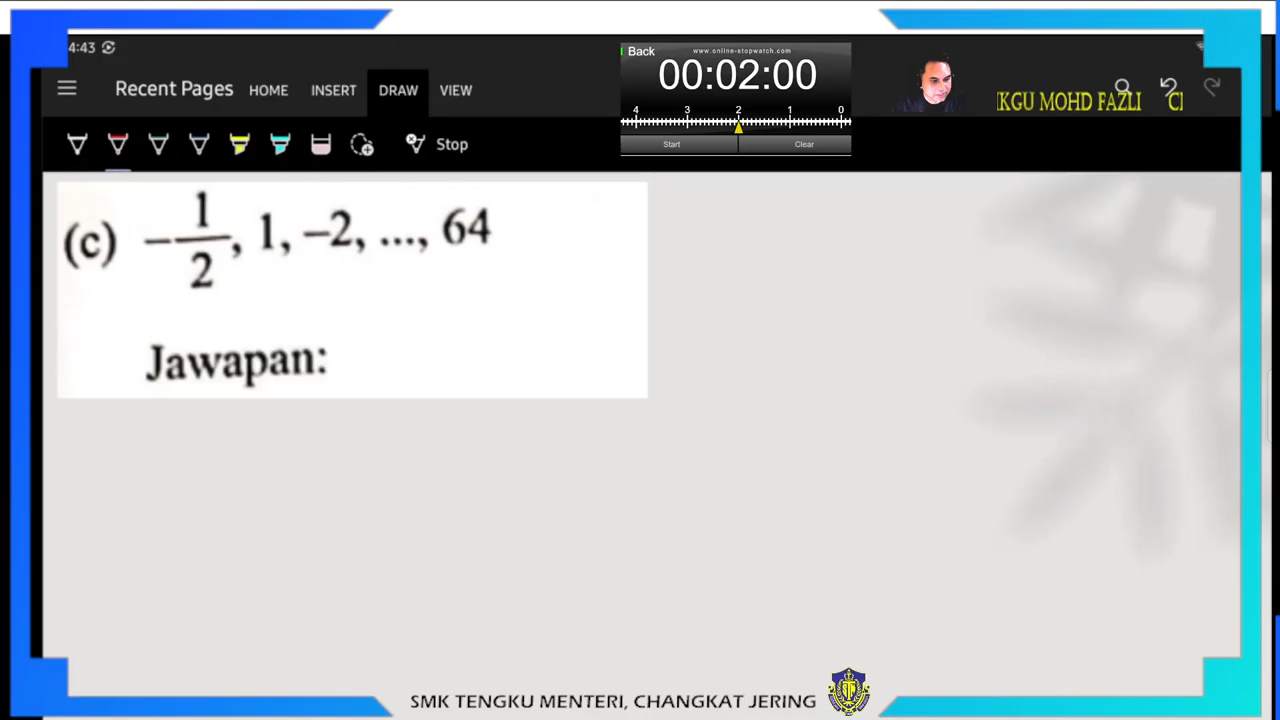 4:43
Recent Pages HOME INSERT DRAW VIEW
Back
www.online-stopwatch.com
00:02:00
4 3 2 1 0
Start Clear
KGU MOHD FAZLI
Stop
(c) –1/2, 1, –2, ..., 64
Jawapan:
SMK TENGKU MENTERI, CHANGKAT JERING